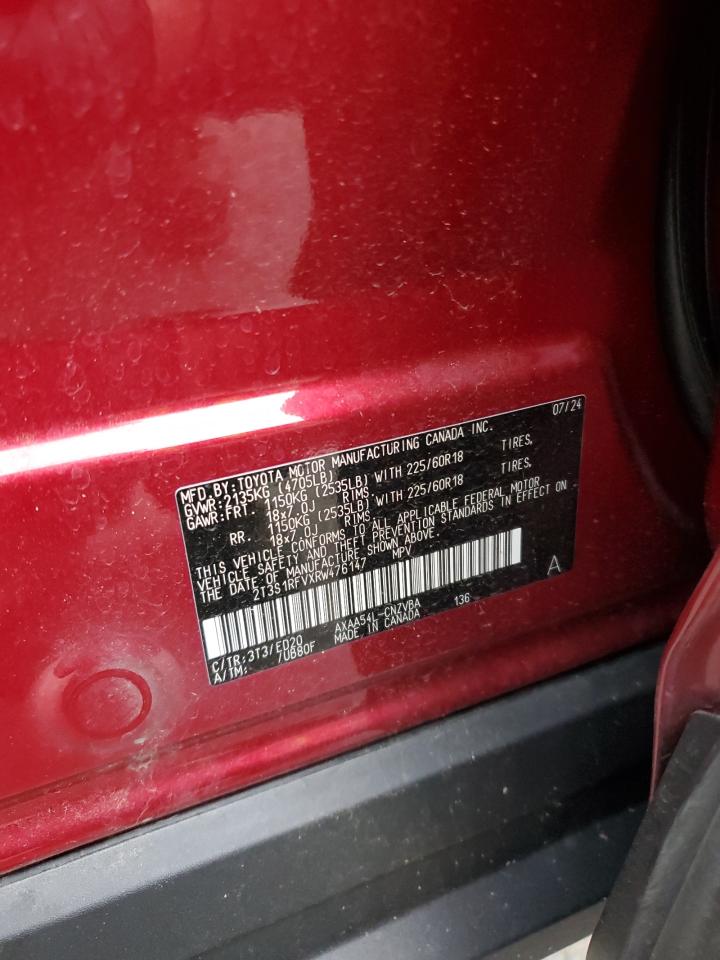 07/24
MFD.BY:TOYOTA MOTOR MANUFACTURING CANADA INC.
GVWR:2135KG (4705LB)
GAWR:FRT. 1150KG (2535LB) WITH 225/60R18 TIRES,
18x7.0J RIMS
RR. 1150KG (2535LB) WITH 225/60R18 TIRES,
18x7.0J RIMS
THIS VEHICLE CONFORMS TO ALL APPLICABLE FEDERAL MOTOR
VEHICLE SAFETY AND THEFT PREVENTION STANDARDS IN EFFECT ON
THE DATE OF MANUFACTURE SHOWN ABOVE.
2T3S1RFVXRW476147 MPV
A
C/TR:3T3/ED20 AXAA54L-CNZVBA 136
A/TM: /UB80F MADE IN CANADA